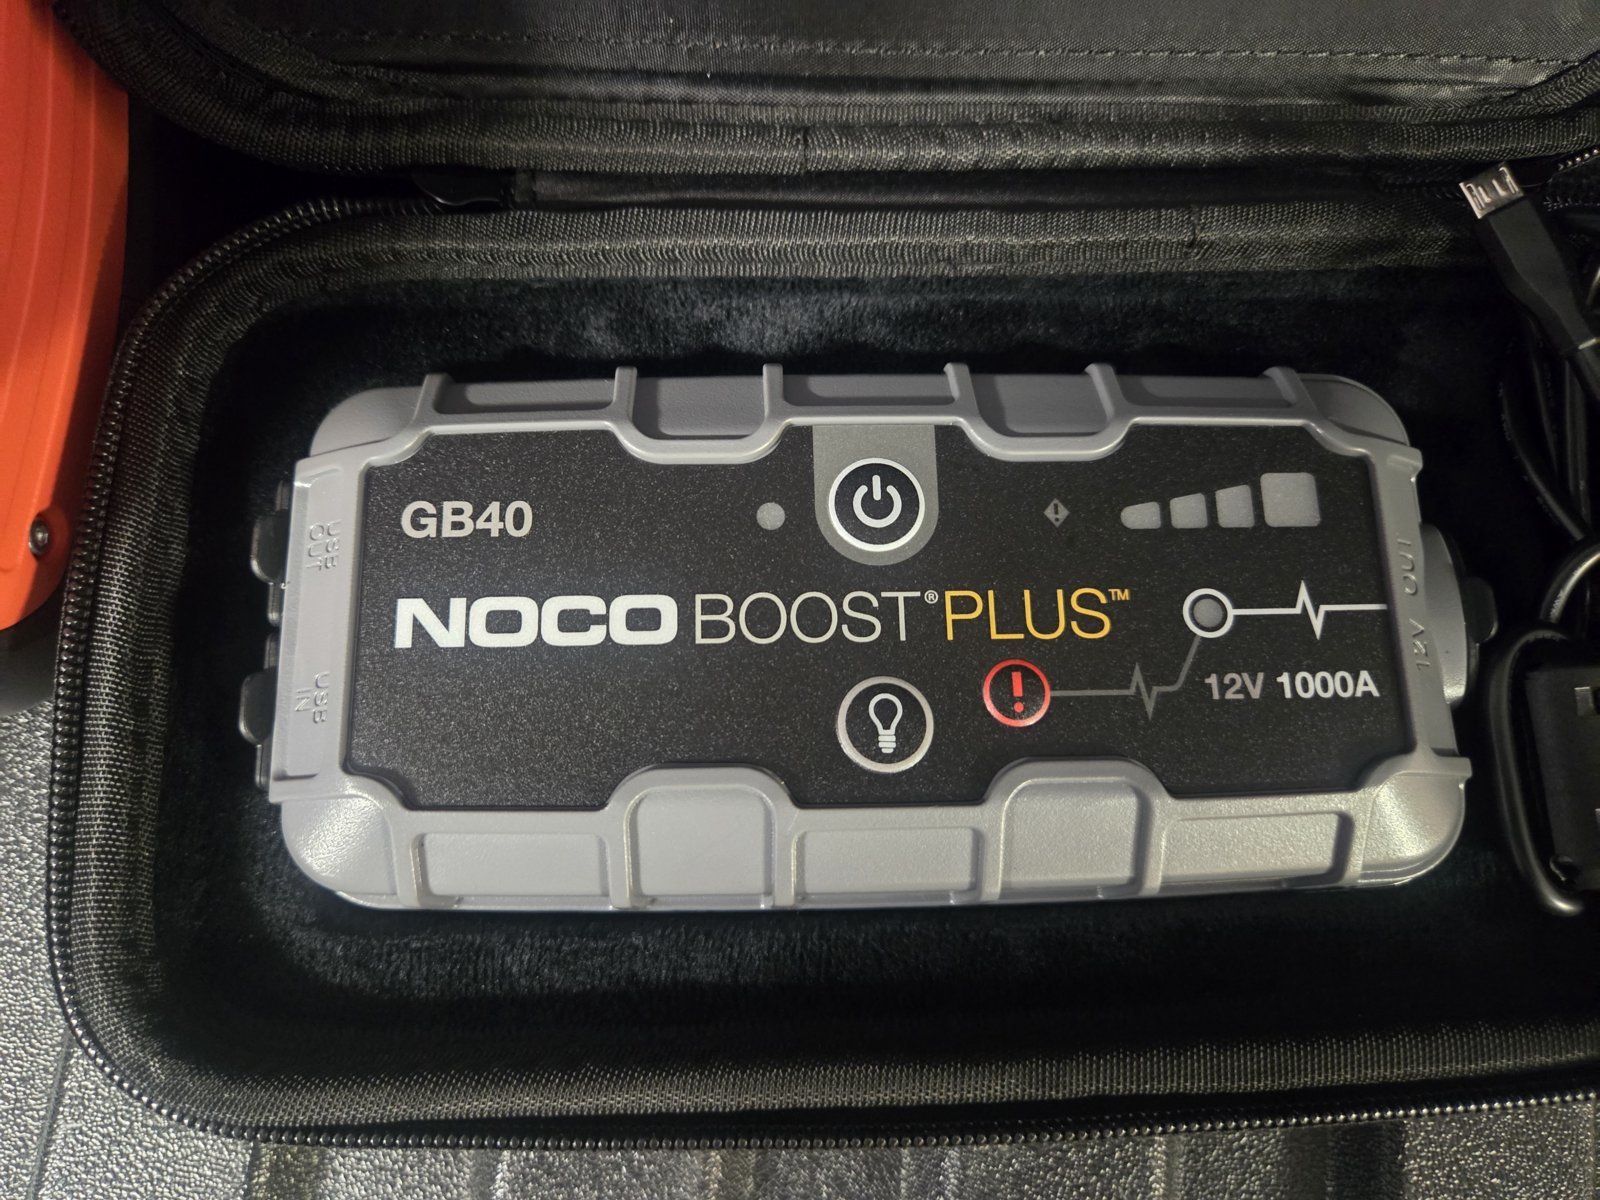 GB40
NOCO BOOST® PLUS™
12V 1000A
USB
OUT
USB
IN
12V OUT